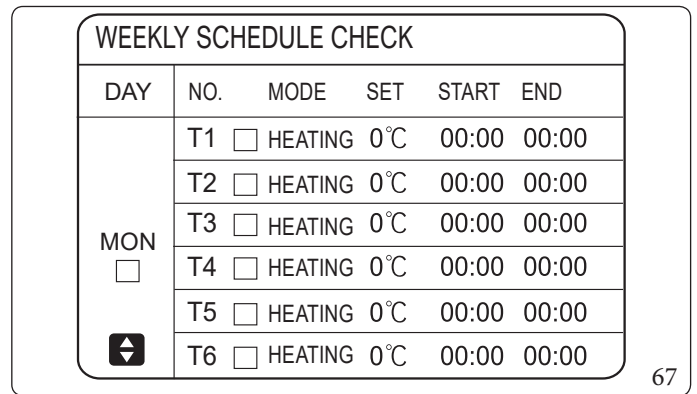 WEEKLY SCHEDULE CHECK
DAY NO. MODE SET START END
T1 HEATING 0℃ 00:00 00:00
T2 HEATING 0℃ 00:00 00:00
T3 HEATING 0℃ 00:00 00:00
MON
T4 HEATING 0℃ 00:00 00:00
T5 HEATING 0℃ 00:00 00:00
T6 HEATING 0℃ 00:00 00:00
67